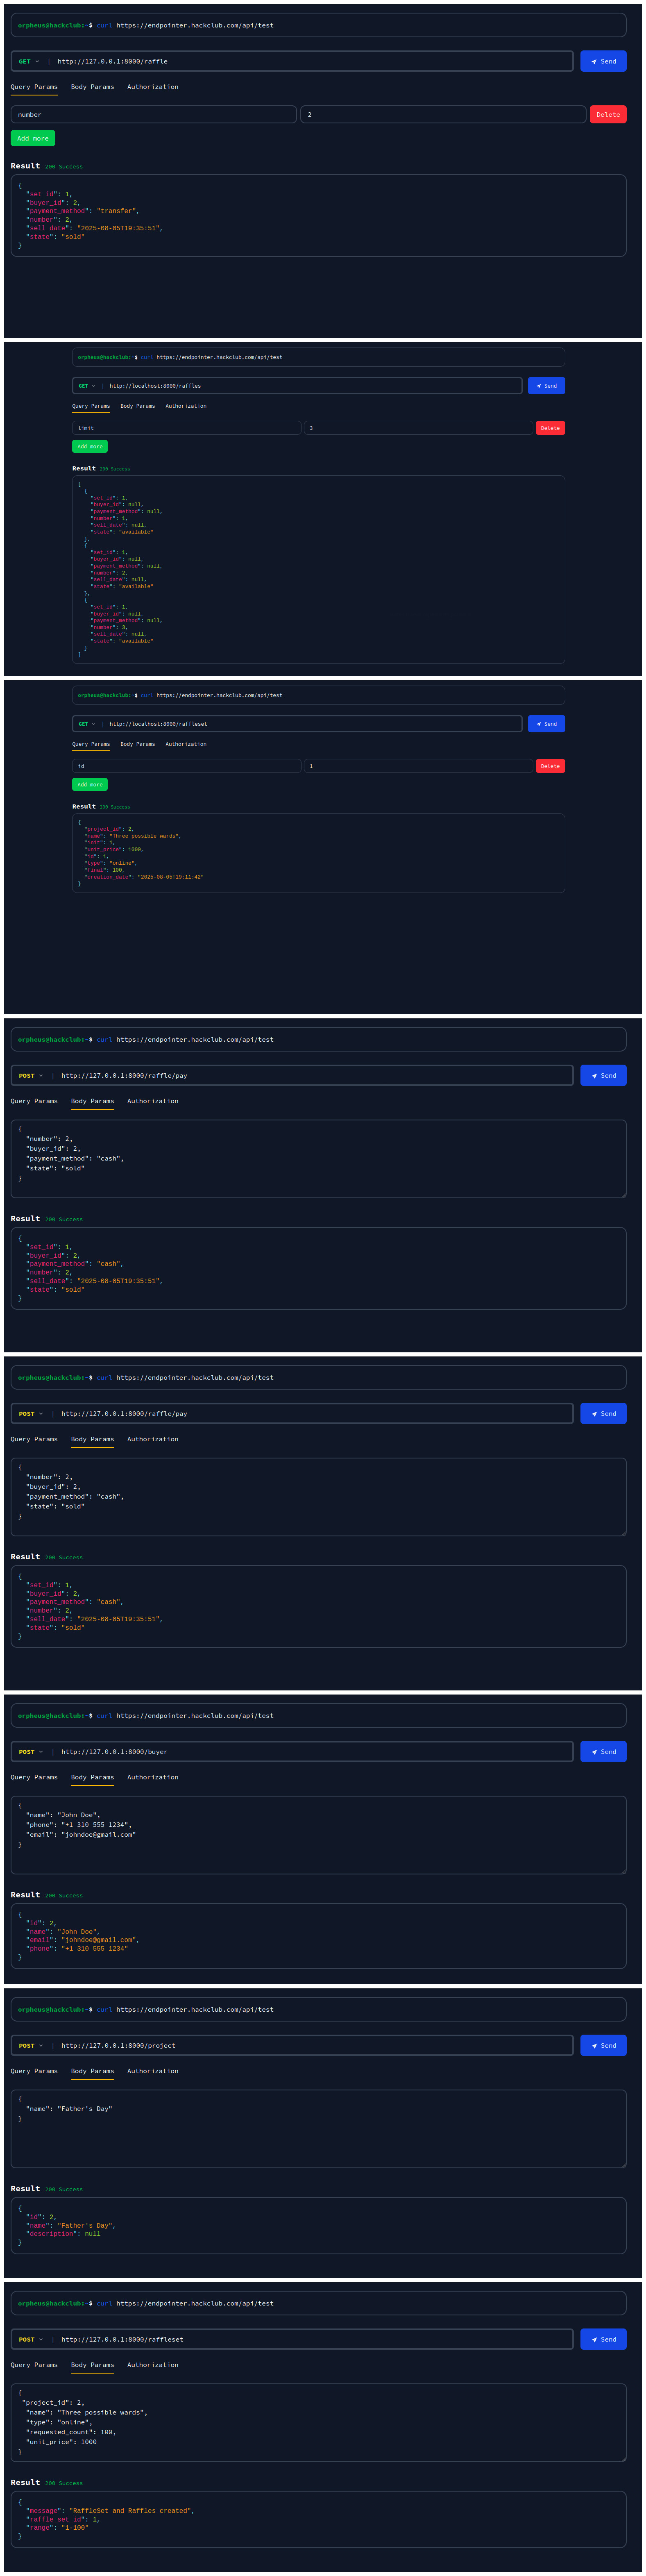 orpheus@hackclub:~$ curl https://endpointer.hackclub.com/api/test
GET | http://127.0.0.1:8000/raffle Send
Query Params Body Params Authorization
number 2 Delete
Add more
Result 200 Success
{
"set_id": 1,
"buyer_id": 2,
"payment_method": "transfer",
"number": 2,
"sell_date": "2025-08-05T19:35:51",
"state": "sold"
}
orpheus@hackclub:~$ curl https://endpointer.hackclub.com/api/test
GET | http://localhost:8000/raffles Send
Query Params Body Params Authorization
limit 3 Delete
Add more
Result 200 Success
[
{
"set_id": 1,
"buyer_id": null,
"payment_method": null,
"number": 1,
"sell_date": null,
"state": "available"
},
{
"set_id": 1,
"buyer_id": null,
"payment_method": null,
"number": 2,
"sell_date": null,
"state": "available"
},
{
"set_id": 1,
"buyer_id": null,
"payment_method": null,
"number": 3,
"sell_date": null,
"state": "available"
}
]
orpheus@hackclub:~$ curl https://endpointer.hackclub.com/api/test
GET | http://localhost:8000/raffleset Send
Query Params Body Params Authorization
id 1 Delete
Add more
Result 200 Success
{
"project_id": 2,
"name": "Three possible wards",
"init": 1,
"unit_price": 1000,
"id": 1,
"type": "online",
"final": 100,
"creation_date": "2025-08-05T19:11:42"
}
orpheus@hackclub:~$ curl https://endpointer.hackclub.com/api/test
POST | http://127.0.0.1:8000/raffle/pay Send
Query Params Body Params Authorization
{
"number": 2,
"buyer_id": 2,
"payment_method": "cash",
"state": "sold"
}
Result 200 Success
{
"set_id": 1,
"buyer_id": 2,
"payment_method": "cash",
"number": 2,
"sell_date": "2025-08-05T19:35:51",
"state": "sold"
}
orpheus@hackclub:~$ curl https://endpointer.hackclub.com/api/test
POST | http://127.0.0.1:8000/raffle/pay Send
Query Params Body Params Authorization
{
"number": 2,
"buyer_id": 2,
"payment_method": "cash",
"state": "sold"
}
Result 200 Success
{
"set_id": 1,
"buyer_id": 2,
"payment_method": "cash",
"number": 2,
"sell_date": "2025-08-05T19:35:51",
"state": "sold"
}
orpheus@hackclub:~$ curl https://endpointer.hackclub.com/api/test
POST | http://127.0.0.1:8000/buyer Send
Query Params Body Params Authorization
{
"name": "John Doe",
"phone": "+1 310 555 1234",
"email": "johndoe@gmail.com"
}
Result 200 Success
{
"id": 2,
"name": "John Doe",
"email": "johndoe@gmail.com",
"phone": "+1 310 555 1234"
}
orpheus@hackclub:~$ curl https://endpointer.hackclub.com/api/test
POST | http://127.0.0.1:8000/project Send
Query Params Body Params Authorization
{
"name": "Father's Day"
}
Result 200 Success
{
"id": 2,
"name": "Father's Day",
"description": null
}
orpheus@hackclub:~$ curl https://endpointer.hackclub.com/api/test
POST | http://127.0.0.1:8000/raffleset Send
Query Params Body Params Authorization
{
"project_id": 2,
"name": "Three possible wards",
"type": "online",
"requested_count": 100,
"unit_price": 1000
}
Result 200 Success
{
"message": "RaffleSet and Raffles created",
"raffle_set_id": 1,
"range": "1-100"
}